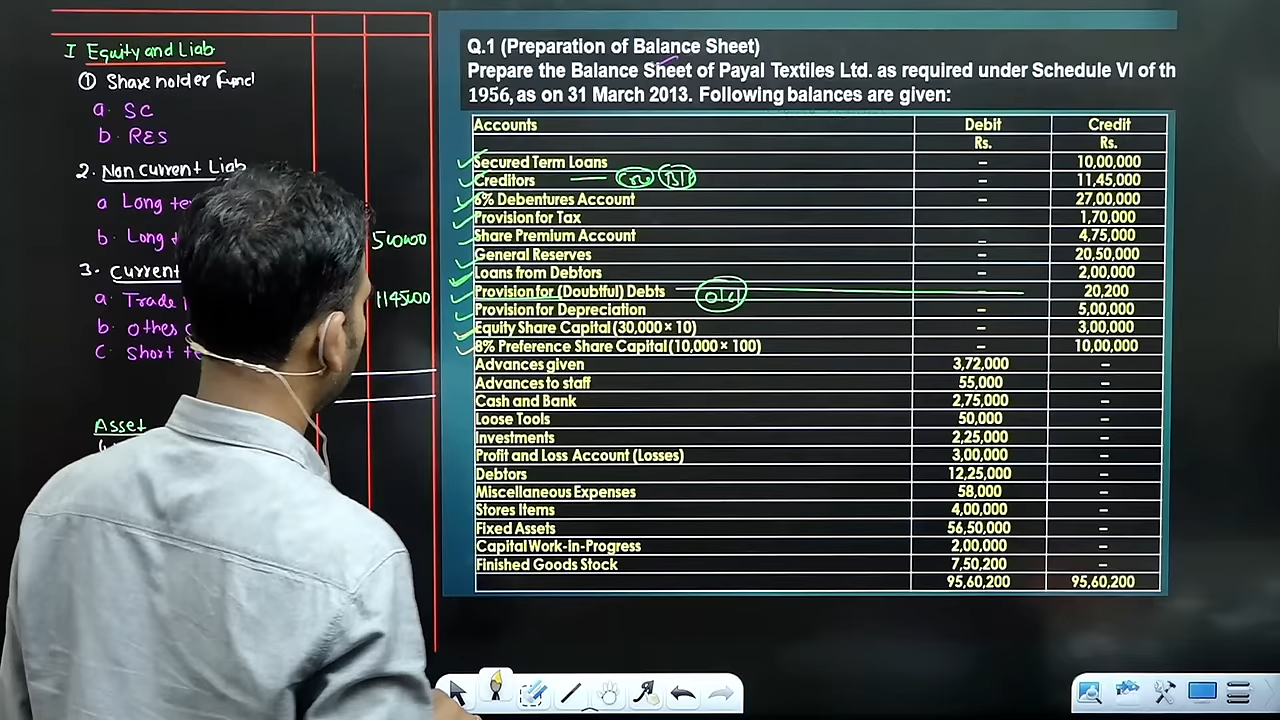 I Equity and Liab
① Shareholder fund
a. SC
b. RES
2. Non Current Liab
a Long
b. Long
500000
3. Current
a. Trade
1145000
b. other
c. Short
Asset
Q.1 (Preparation of Balance Sheet)
Prepare the Balance Sheet of Payal Textiles Ltd. as required under Schedule VI of th
1956, as on 31 March 2013. Following balances are given:
Accounts Debit Credit
Rs. Rs.
Secured Term Loans – 10,00,000
Creditors – 11,45,000
6% Debentures Account – 27,00,000
Provision for Tax 1,70,000
Share Premium Account – 4,75,000
General Reserves – 20,50,000
Loans from Debtors – 2,00,000
Provision for (Doubtful) Debts old – 20,200
Provision for Depreciation – 5,00,000
Equity Share Capital (30,000 × 10) – 3,00,000
8% Preference Share Capital (10,000 × 100) – 10,00,000
Advances given 3,72,000 –
Advances to staff 55,000 –
Cash and Bank 2,75,000 –
Loose Tools 50,000 –
Investments 2,25,000 –
Profit and Loss Account (Losses) 3,00,000 –
Debtors 12,25,000 –
Miscellaneous Expenses 58,000 –
Stores Items 4,00,000 –
Fixed Assets 56,50,000 –
Capital Work-in-Progress 2,00,000 –
Finished Goods Stock 7,50,200 –
95,60,200 95,60,200